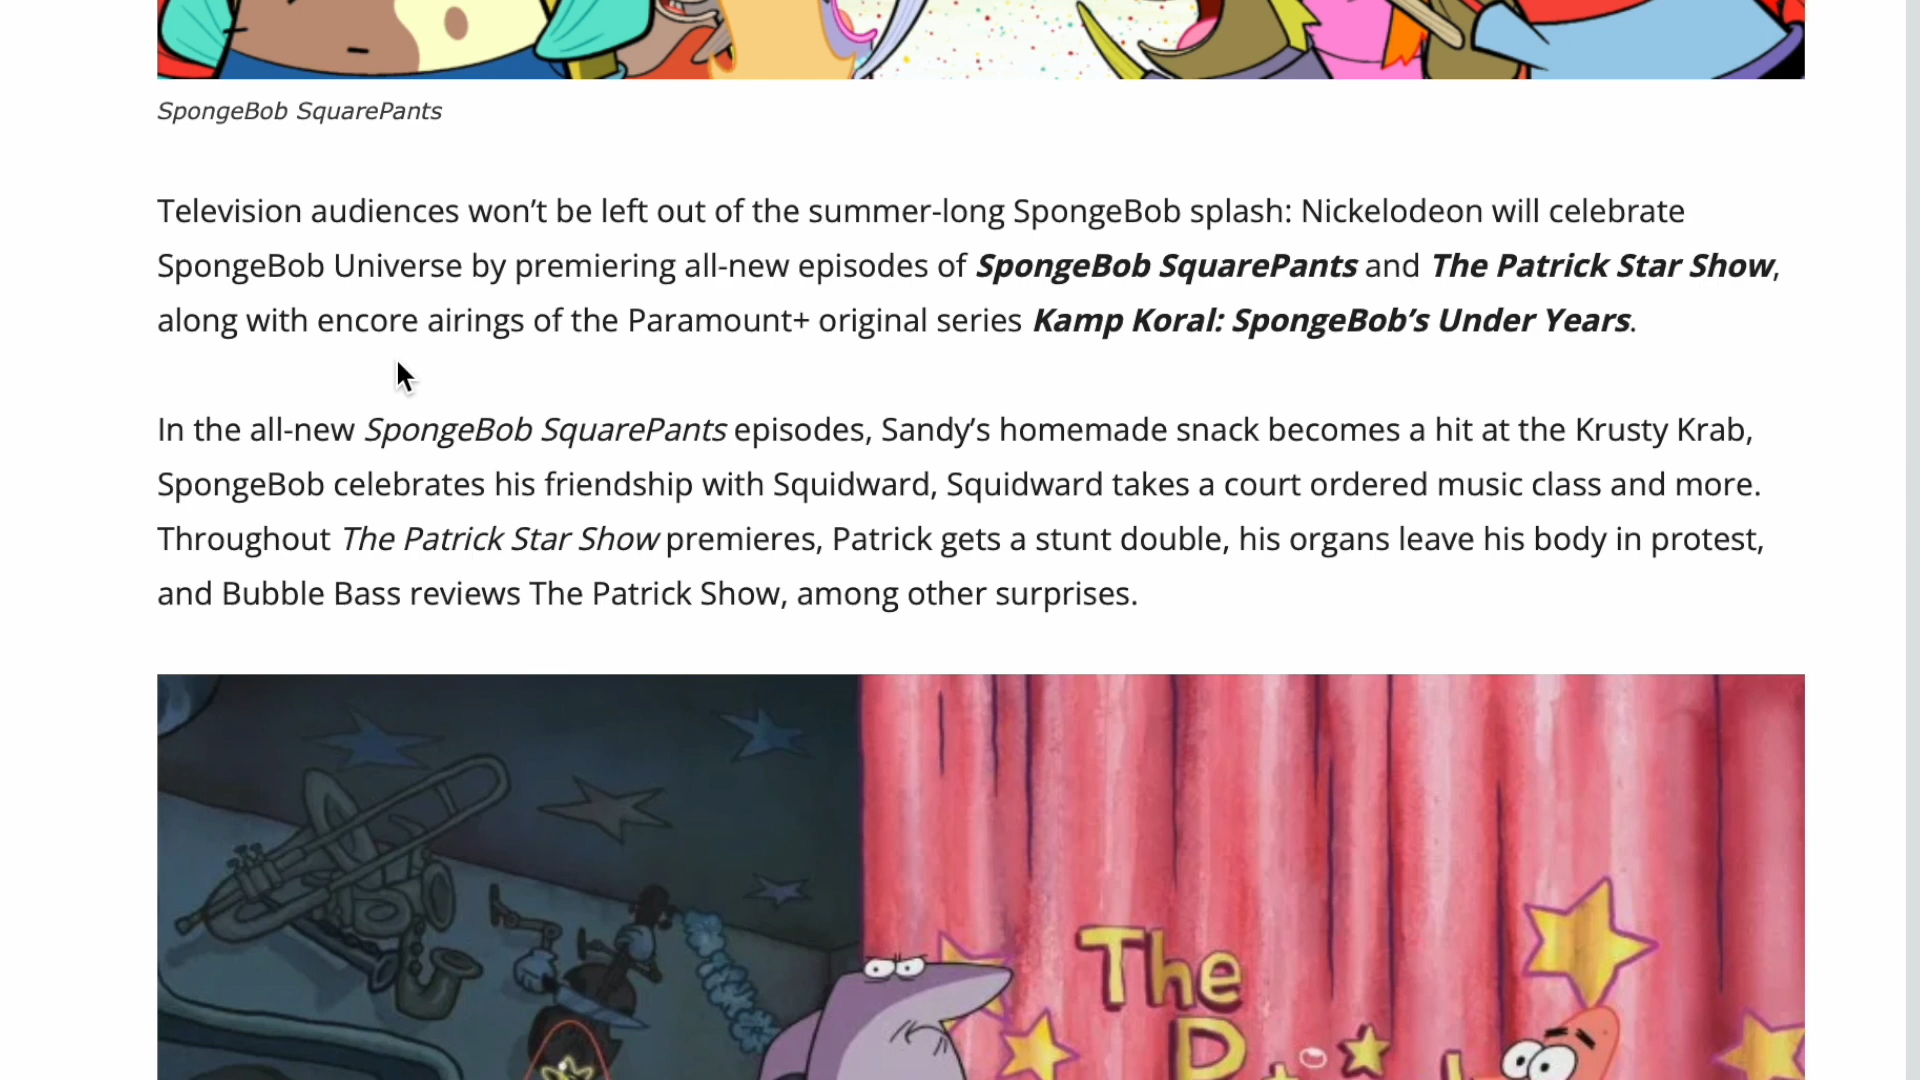 SpongeBob SquarePants
Television audiences won’t be left out of the summer-long SpongeBob splash: Nickelodeon will celebrate
SpongeBob Universe by premiering all-new episodes of SpongeBob SquarePants and The Patrick Star Show,
along with encore airings of the Paramount+ original series Kamp Koral: SpongeBob’s Under Years.
In the all-new SpongeBob SquarePants episodes, Sandy’s homemade snack becomes a hit at the Krusty Krab,
SpongeBob celebrates his friendship with Squidward, Squidward takes a court ordered music class and more.
Throughout The Patrick Star Show premieres, Patrick gets a stunt double, his organs leave his body in protest,
and Bubble Bass reviews The Patrick Show, among other surprises.
The